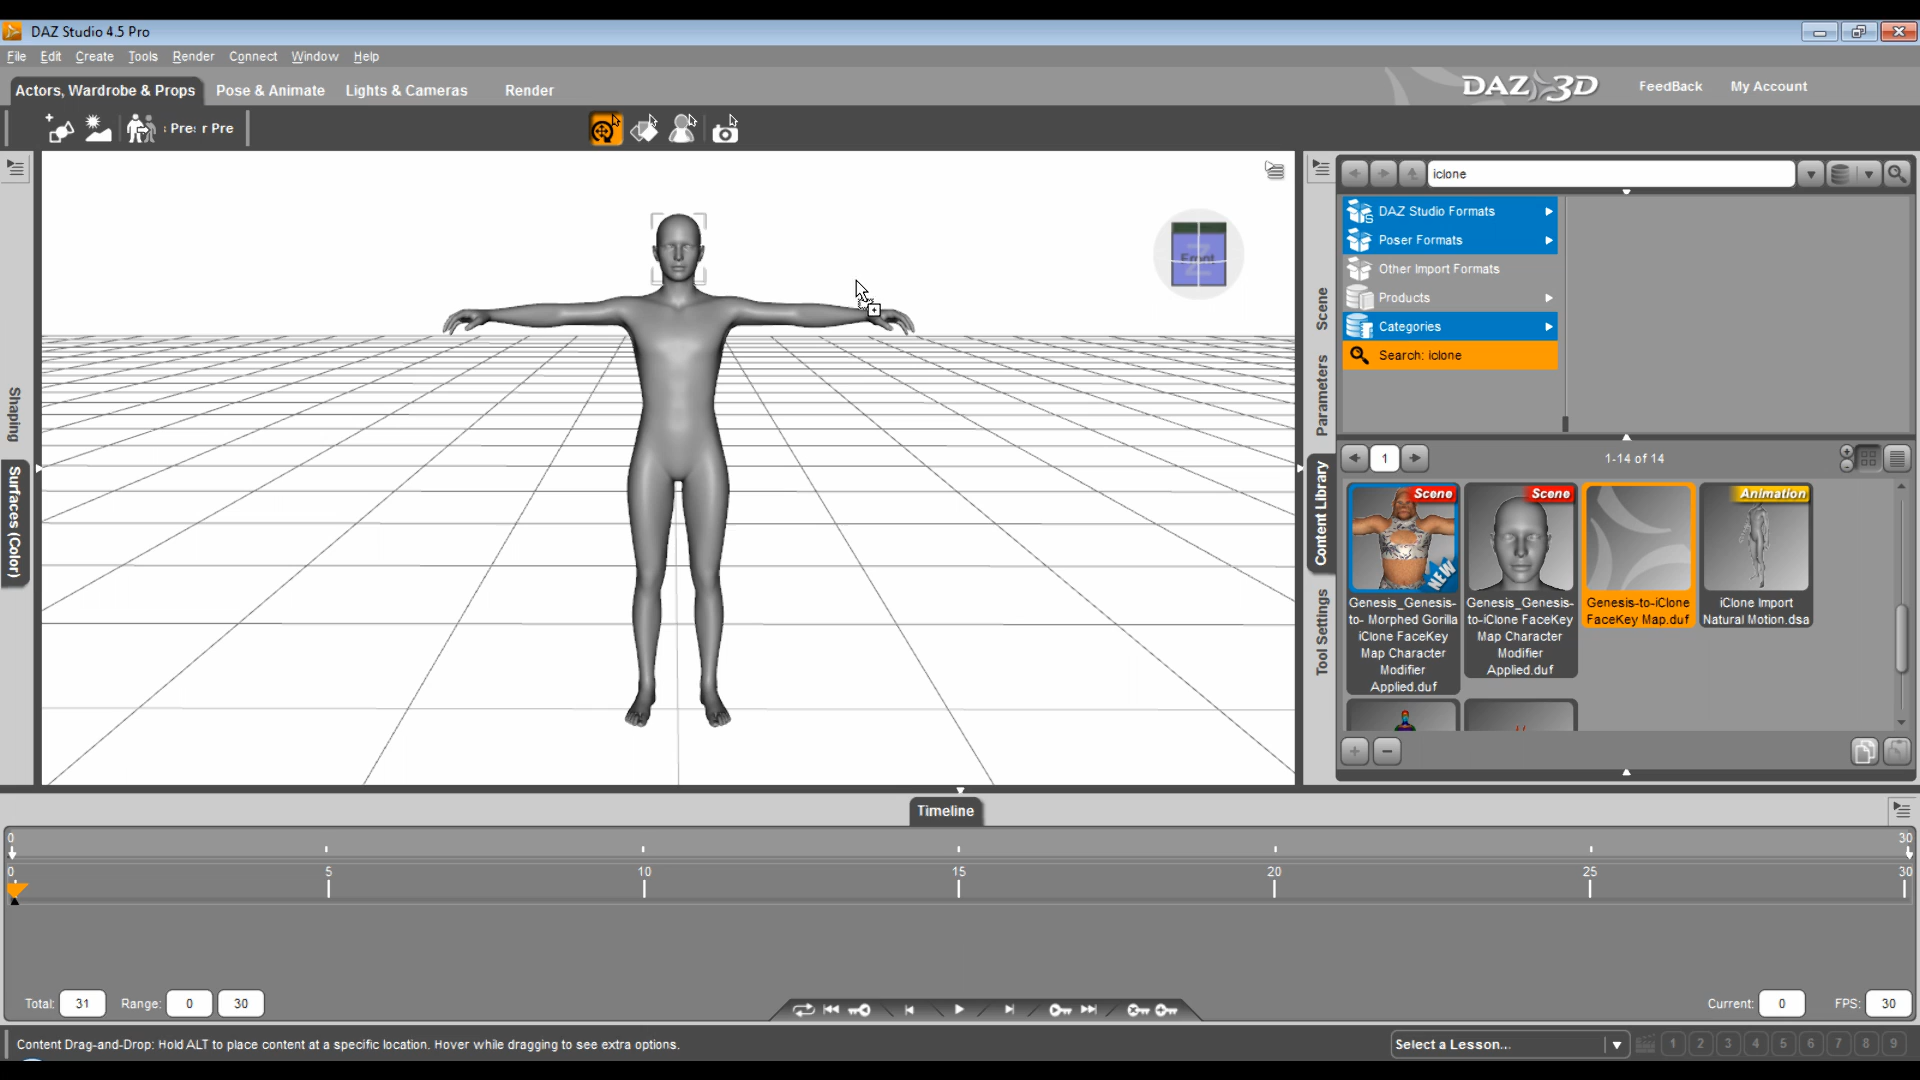 DAZ Studio 4.5 Pro
File Edit Create Tools Render Connect Window Help
Actors, Wardrobe & Props Pose & Animate Lights & Cameras Render
DAZ 3D FeedBack My Account
: Pre: r Pre
iclone
Front
Z
DAZ Studio Formats
Poser Formats
Other Import Formats
Products
Categories
Search: iclone
Shaping
Surfaces (Color)
Scene
Parameters
Content Library
Tool Settings
1 1-14 of 14
Scene
NEW
Genesis_Genesis-
to- Morphed Gorilla
iClone FaceKey
Map Character
Modifier
Applied.duf
Scene
Genesis_Genesis-
to-iClone FaceKey
Map Character
Modifier
Applied.duf
Genesis-to-iClone
FaceKey Map.duf
Animation
iClone Import
Natural Motion.dsa
Timeline
0 30
0 5 10 15 20 25 30
Total: 31 Range: 0 30 Current: 0 FPS: 30
Content Drag-and-Drop: Hold ALT to place content at a specific location. Hover while dragging to see extra options.
Select a Lesson... 1 2 3 4 5 6 7 8 9